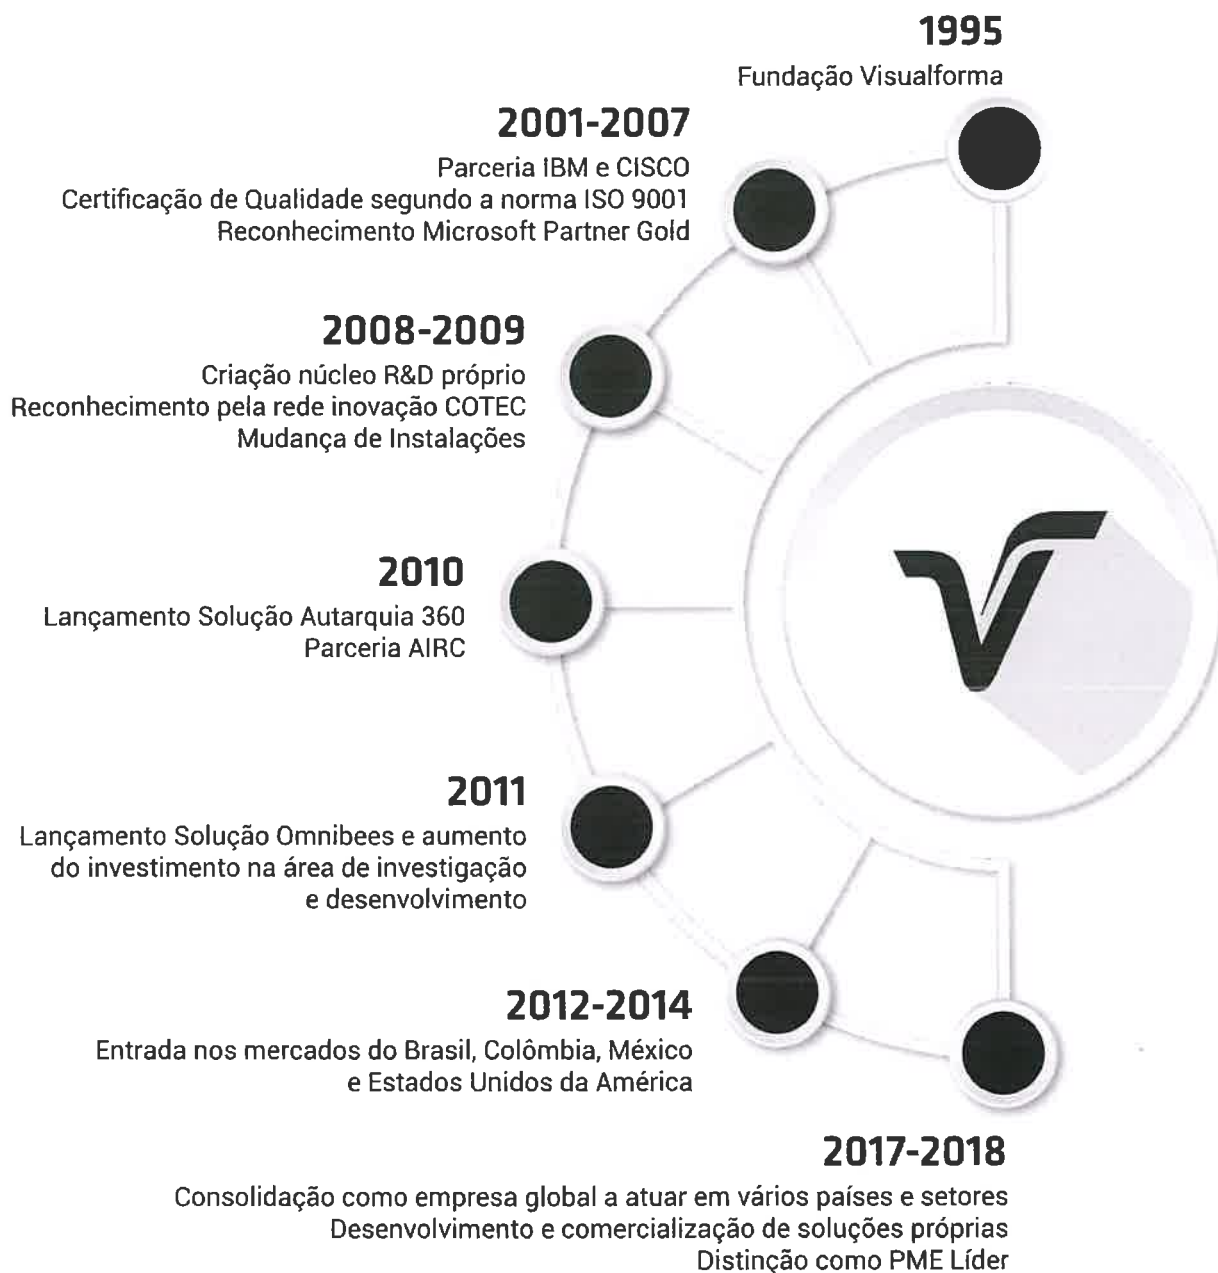 1995
Fundação Visualforma
2001-2007
Parceria IBM e CISCO
Certificação de Qualidade segundo a norma ISO 9001
Reconhecimento Microsoft Partner Gold
2008-2009
Criação núcleo R&D próprio
Reconhecimento pela rede inovação COTEC
Mudança de Instalações
2010
Lançamento Solução Autarquia 360
Parceria AIRC
2011
Lançamento Solução Omnibees e aumento
do investimento na área de investigação
e desenvolvimento
2012-2014
Entrada nos mercados do Brasil, Colômbia, México
e Estados Unidos da América
2017-2018
Consolidação como empresa global a atuar em vários países e setores
Desenvolvimento e comercialização de soluções próprias
Distinção como PME Líder